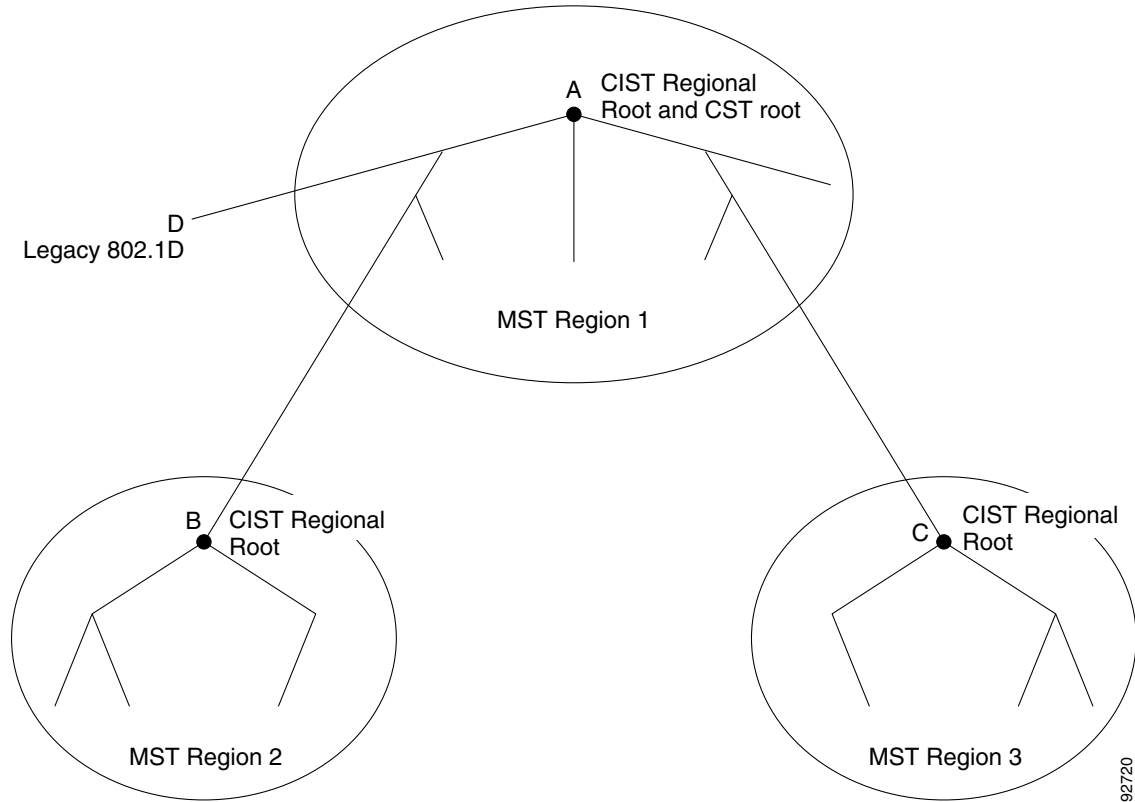 A
CIST Regional
Root and CST root
D
Legacy 802.1D
MST Region 1
B
CIST Regional
Root
C
CIST Regional
Root
MST Region 2
MST Region 3
92720